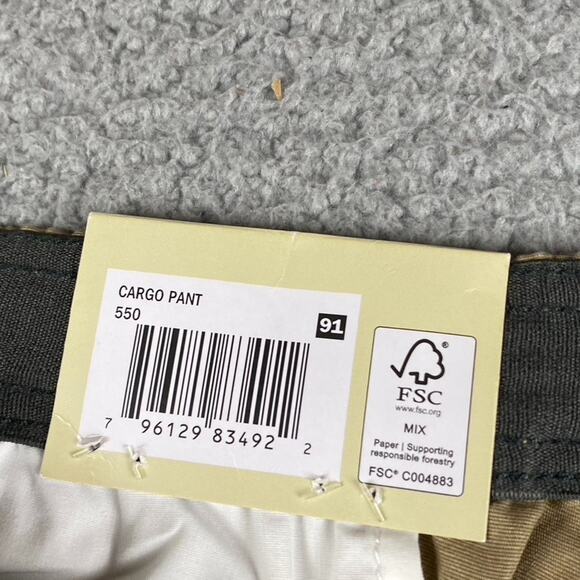 CARGO PANT
550
91
7 96129 83492 2
FSC®
www.fsc.org
MIX
Paper | Supporting
responsible forestry
FSC® C004883